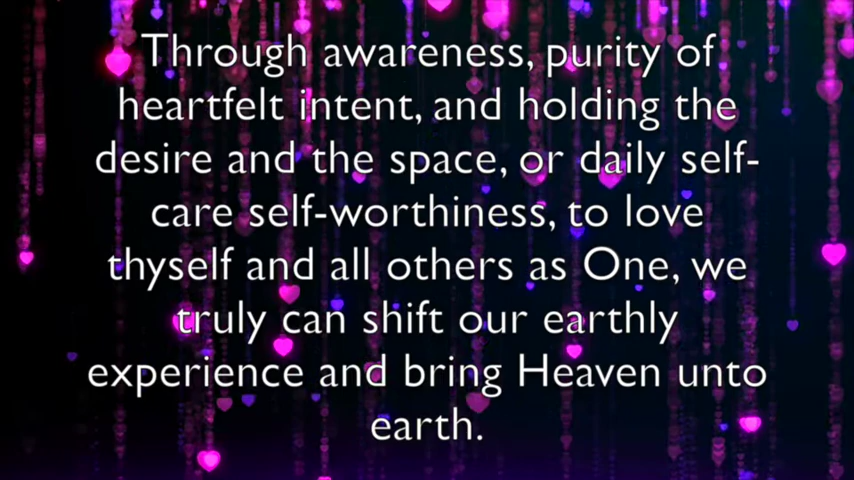 Through awareness, purity of
heartfelt intent, and holding the
desire and the space, or daily self-
care self-worthiness, to love
thyself and all others as One, we
truly can shift our earthly
experience and bring Heaven unto
earth.